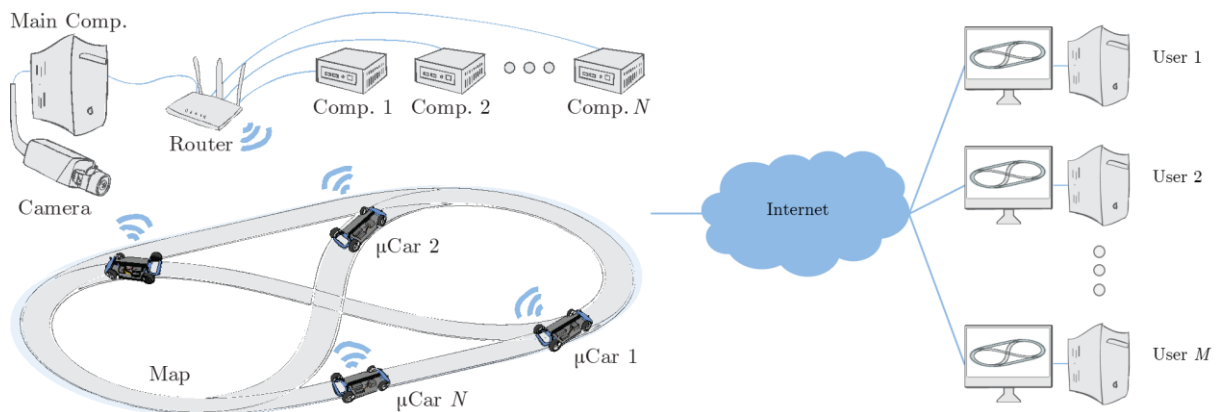 Main Comp.
Comp. 1
Comp. 2
Comp. N
Router
Camera
μCar 2
μCar 1
Map
μCar N
Internet
User 1
User 2
User M